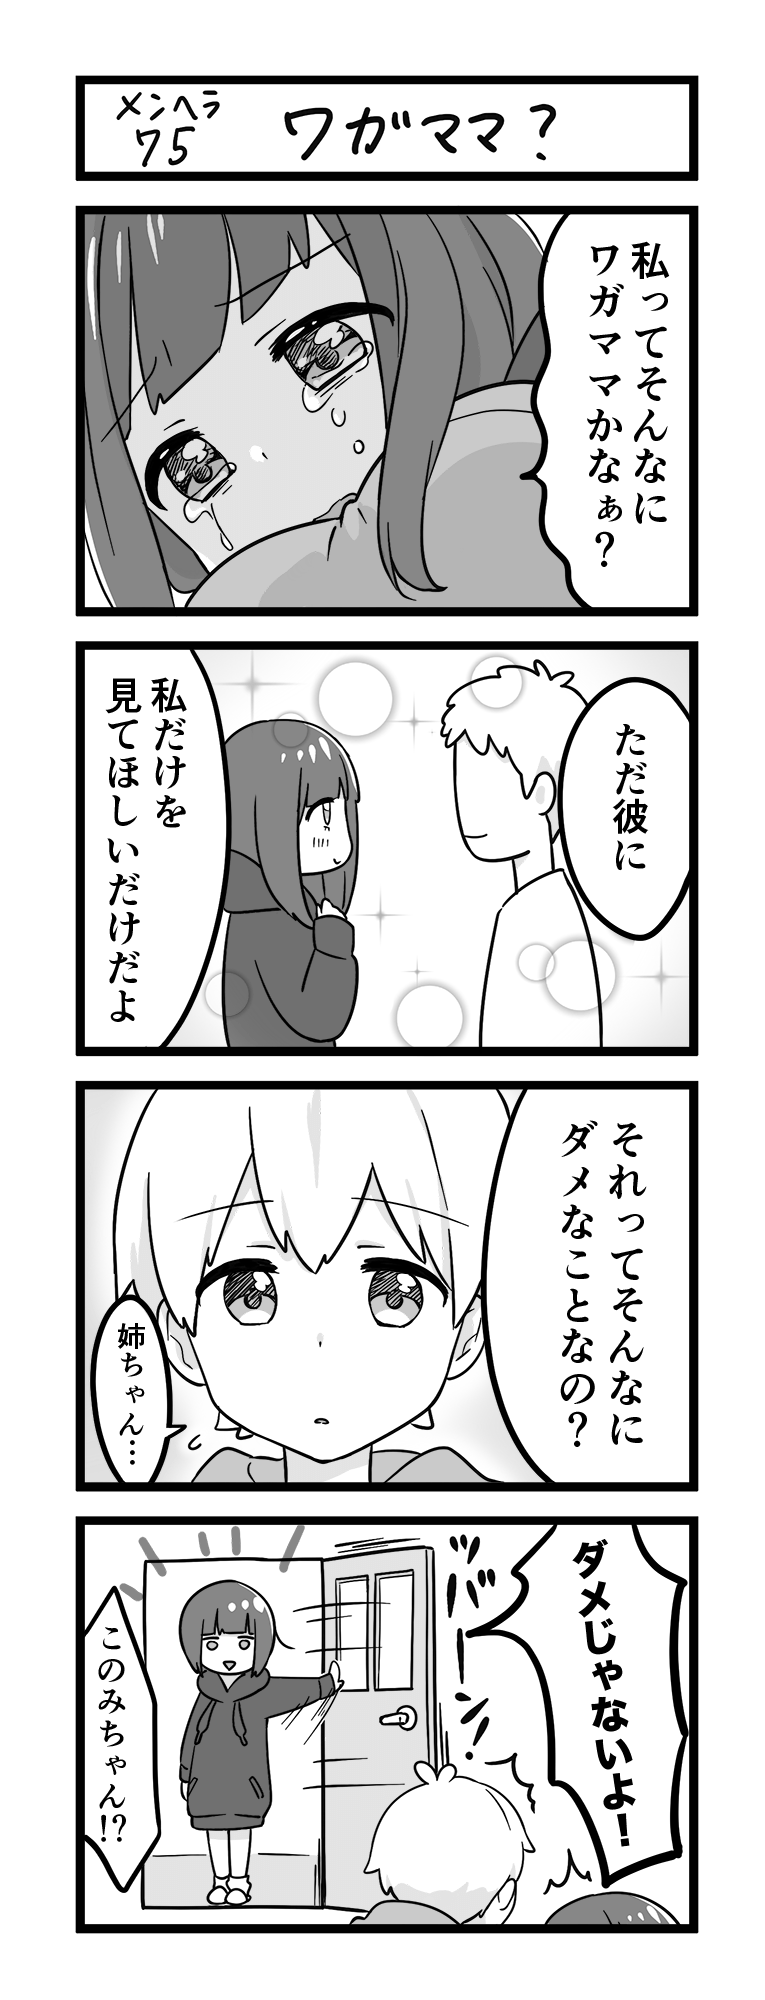 メンヘラ
75
ワガママ？
私ってそんなに
ワガママかなぁ？
ただ彼に
私だけを
見てほしいだけだよ
それってそんなに
ダメなことなの？
姉ちゃん…
ダメじゃないよ！
ッバーン！
このみちゃん!?